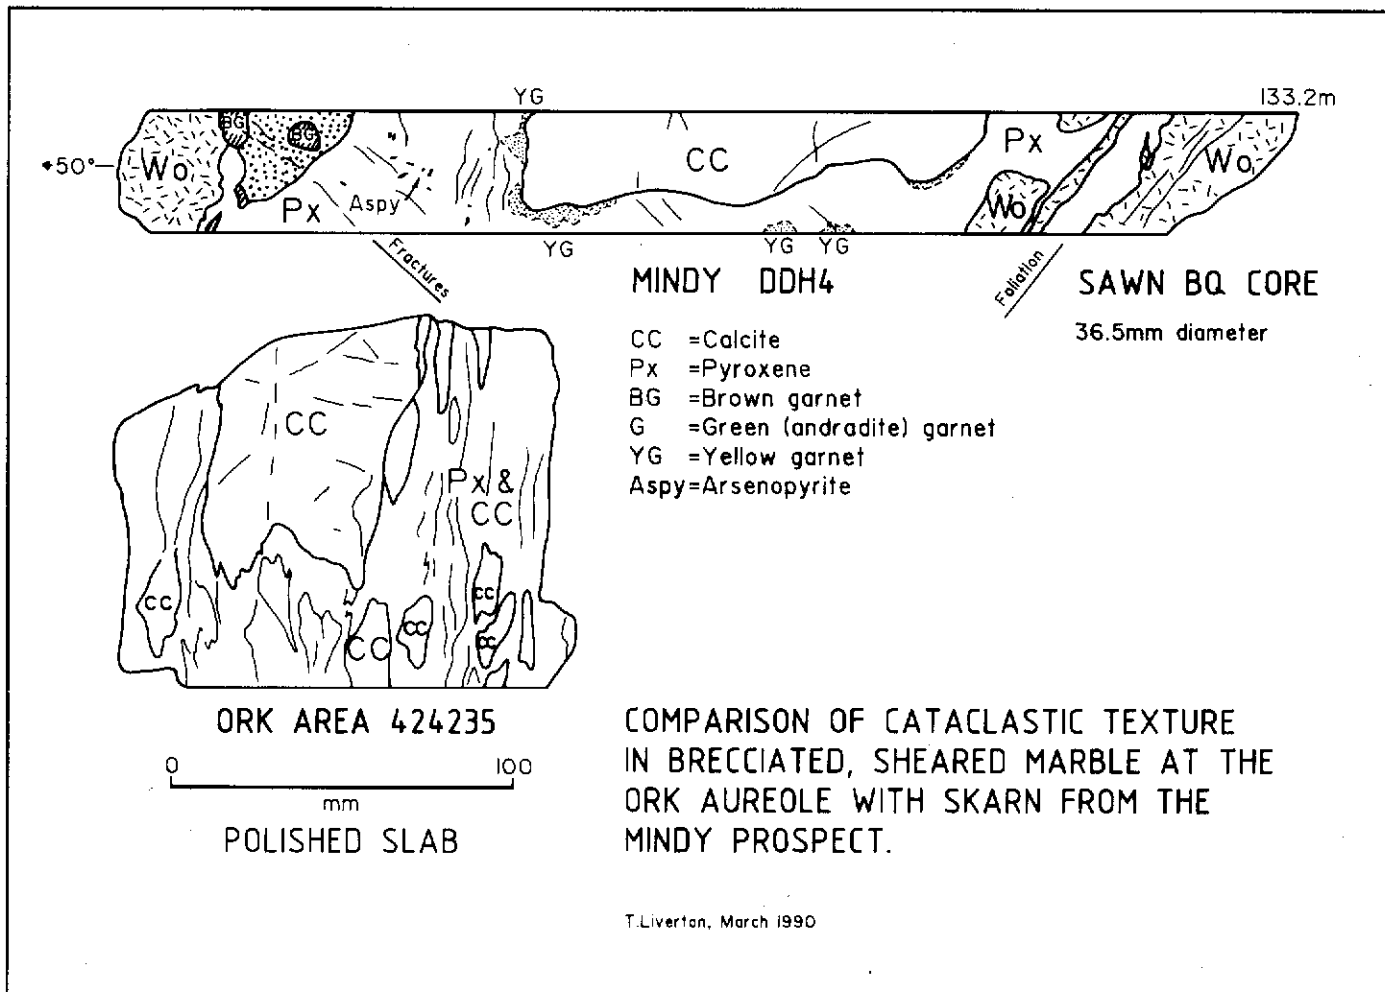 YG
133.2m
BG
BG
50°
Wo
CC
Px
Wo
Px
Aspy
Wo
YG
YG
YG
Fractures
Foliation
MINDY DDH4
SAWN BQ CORE
36.5mm diameter
CC =Calcite
Px =Pyroxene
BG =Brown garnet
G =Green (andradite) garnet
YG =Yellow garnet
Aspy=Arsenopyrite
CC
Px &
CC
CC
CC
CC
CC
CC
ORK AREA 424235
0 100
mm
POLISHED SLAB
COMPARISON OF CATACLASTIC TEXTURE
IN BRECCIATED, SHEARED MARBLE AT THE
ORK AUREOLE WITH SKARN FROM THE
MINDY PROSPECT.
T.Liverton, March 1990